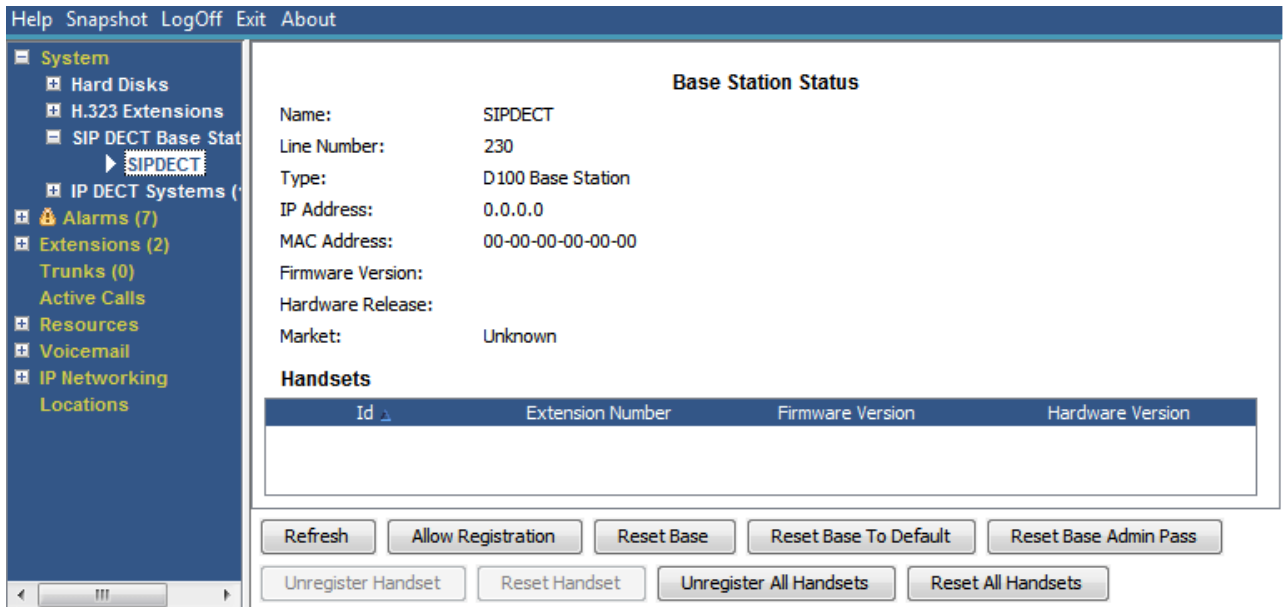 Help Snapshot LogOff Exit About
System
Hard Disks
H.323 Extensions
SIP DECT Base Stat
SIPDECT
IP DECT Systems (
Alarms (7)
Extensions (2)
Trunks (0)
Active Calls
Resources
Voicemail
IP Networking
Locations
Base Station Status
Name: SIPDECT
Line Number: 230
Type: D100 Base Station
IP Address: 0.0.0.0
MAC Address: 00-00-00-00-00-00
Firmware Version:
Hardware Release:
Market: Unknown
Handsets
Id Extension Number Firmware Version Hardware Version
Refresh Allow Registration Reset Base Reset Base To Default Reset Base Admin Pass
Unregister Handset Reset Handset Unregister All Handsets Reset All Handsets